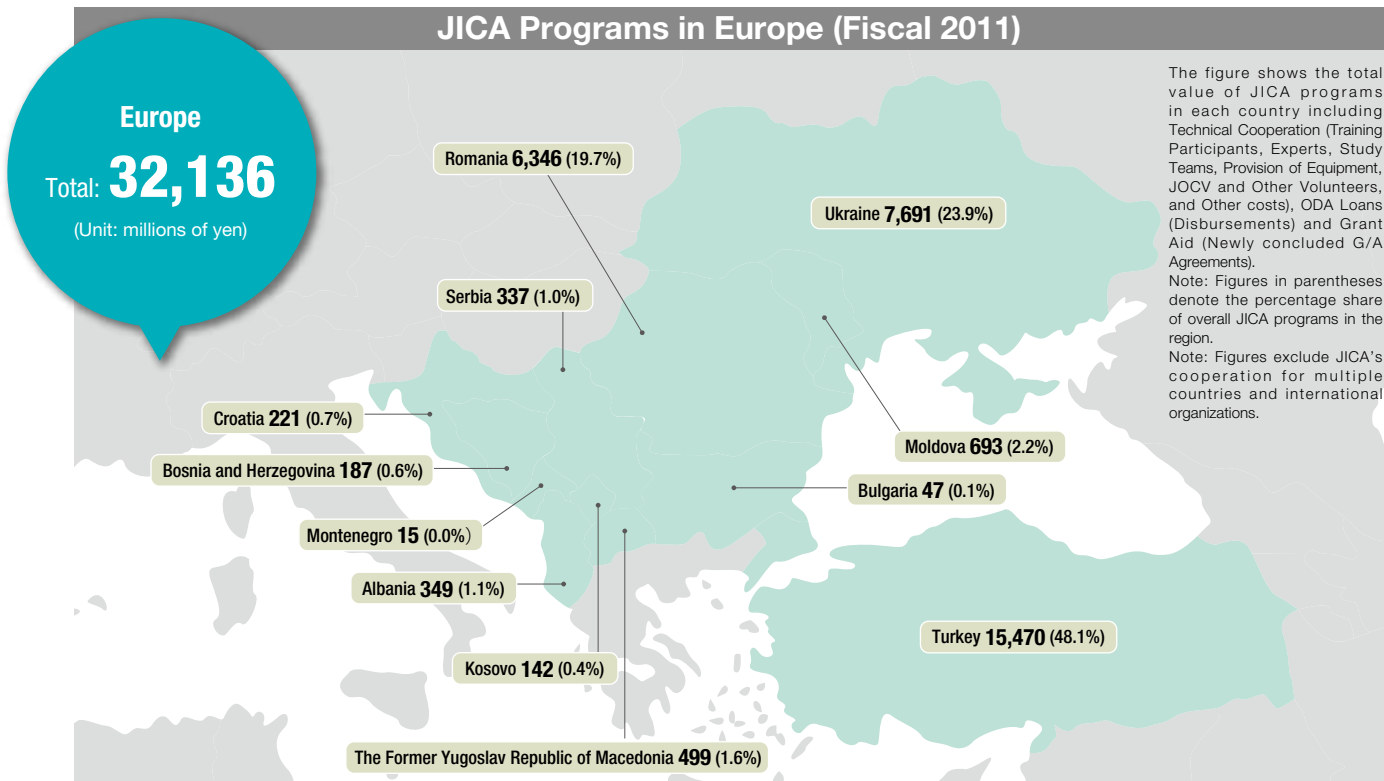 JICA Programs in Europe (Fiscal 2011)
Europe
Total: 32,136
(Unit: millions of yen)
The figure shows the total
value of JICA programs
in each country including
Technical Cooperation (Training
Participants, Experts, Study
Teams, Provision of Equipment,
JOCV and Other Volunteers,
and Other costs), ODA Loans
(Disbursements) and Grant
Aid (Newly concluded G/A
Agreements).
Note: Figures in parentheses
denote the percentage share
of overall JICA programs in the
region.
Note: Figures exclude JICA's
cooperation for multiple
countries and international
organizations.
Romania 6,346 (19.7%)
Ukraine 7,691 (23.9%)
Serbia 337 (1.0%)
Croatia 221 (0.7%)
Moldova 693 (2.2%)
Bosnia and Herzegovina 187 (0.6%)
Bulgaria 47 (0.1%)
Montenegro 15 (0.0%)
Albania 349 (1.1%)
Turkey 15,470 (48.1%)
Kosovo 142 (0.4%)
The Former Yugoslav Republic of Macedonia 499 (1.6%)